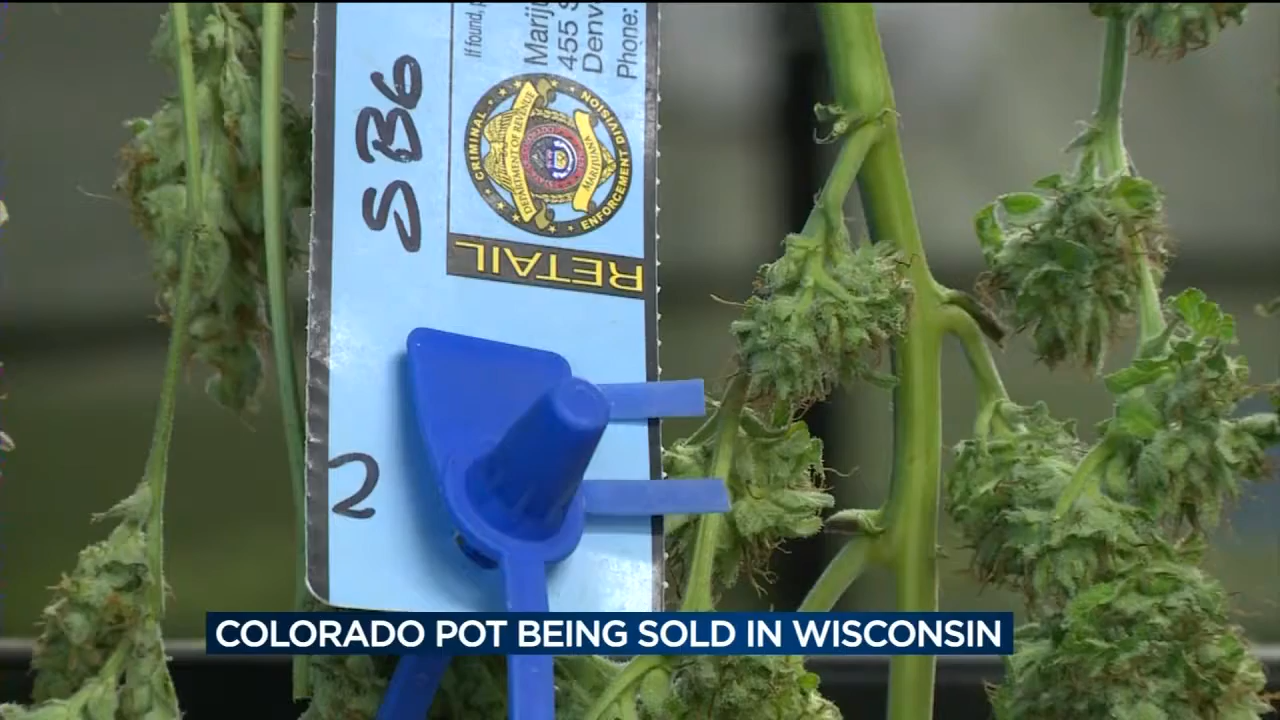 If found, p
Mariju
455 S
Denv
Phone:
SB6
CRIMINAL
DEPARTMENT OF REVENUE
MARIJUANA
ENFORCEMENT DIVISION
RETAIL
2
COLORADO POT BEING SOLD IN WISCONSIN